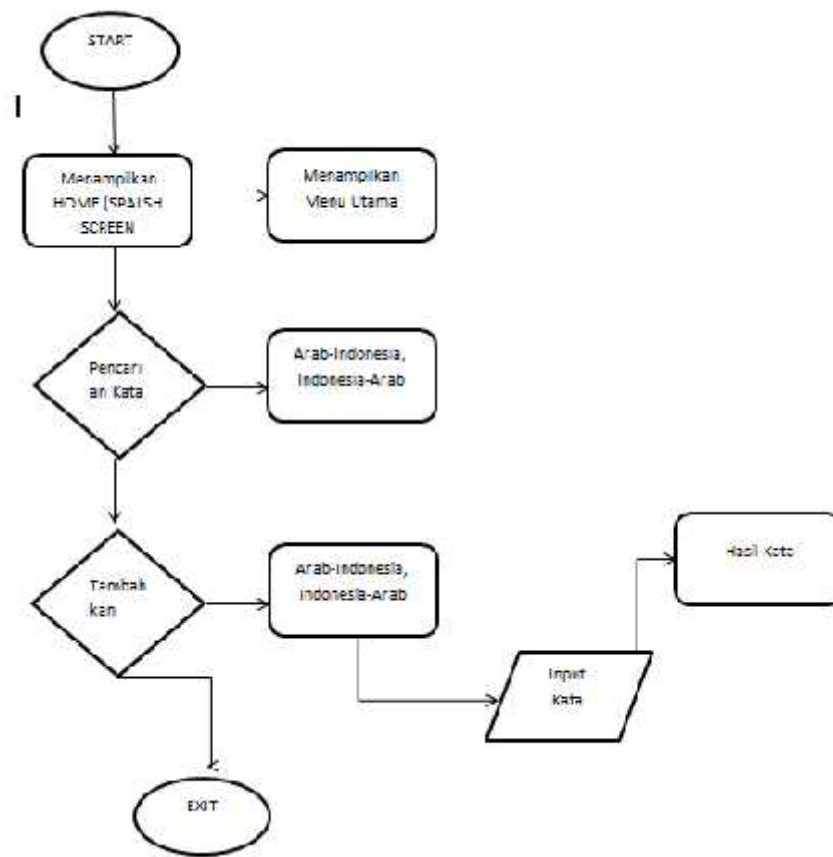 START
Menampilkan
HOME (SPALSH
SCREEN
Menampilkan
Menu Utama
Pencari
an Kata
Arab-Indonesia,
Indonesia-Arab
Tambah
kan
Arab-Indonesia,
Indonesia-Arab
Input
Kata
Hasil Kata
EXIT